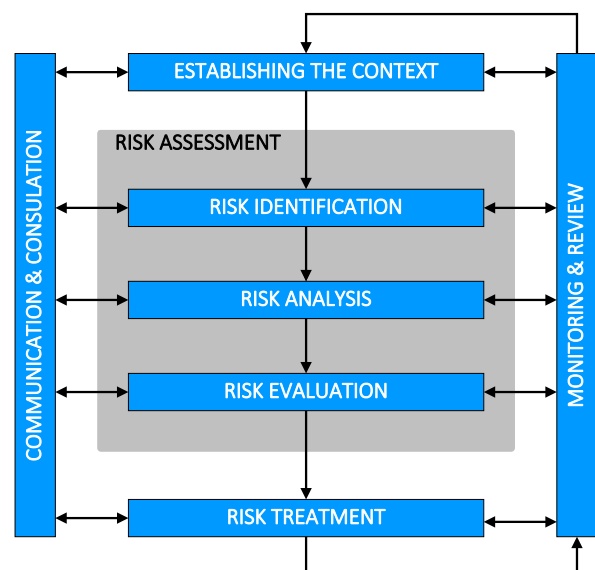 ESTABLISHING THE CONTEXT
RISK ASSESSMENT
RISK IDENTIFICATION
RISK ANALYSIS
RISK EVALUATION
RISK TREATMENT
COMMUNICATION & CONSULATION
MONITORING & REVIEW